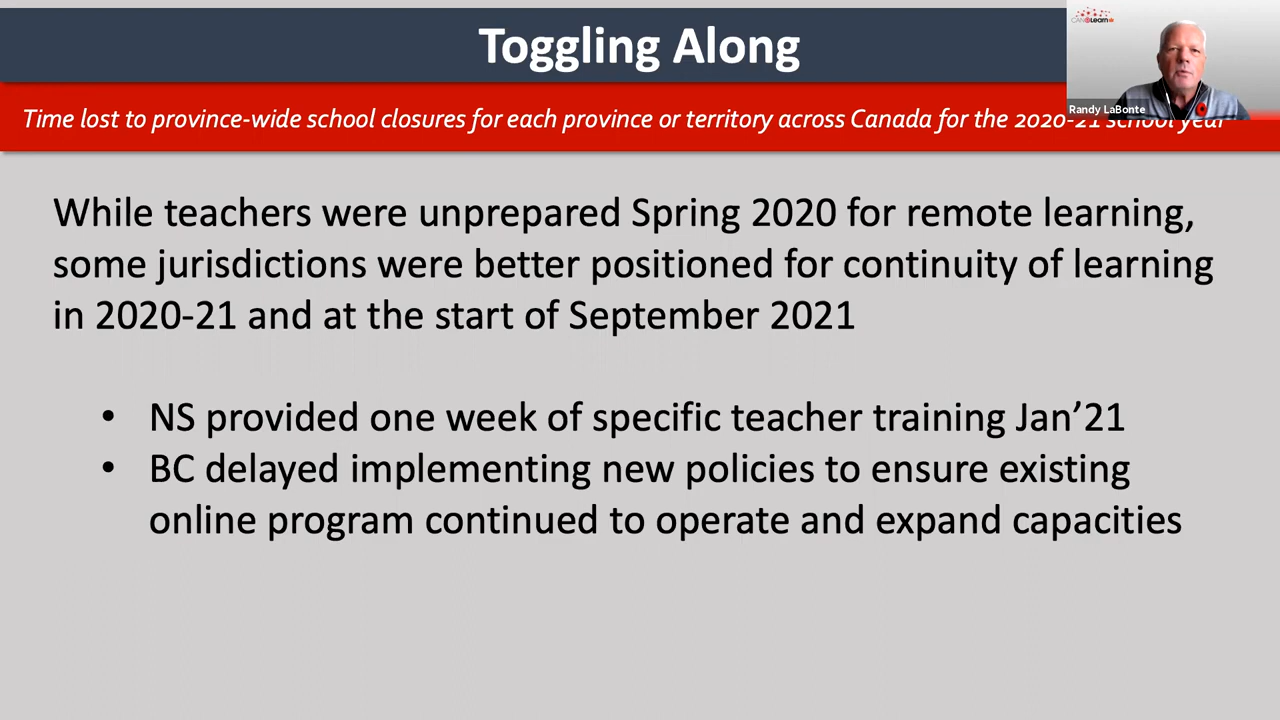 Toggling Along
CANeLearn
Randy LaBonte
Time lost to province-wide school closures for each province or territory across Canada for the 2020-21 school year
While teachers were unprepared Spring 2020 for remote learning,
some jurisdictions were better positioned for continuity of learning
in 2020-21 and at the start of September 2021
• NS provided one week of specific teacher training Jan’21
• BC delayed implementing new policies to ensure existing
online program continued to operate and expand capacities